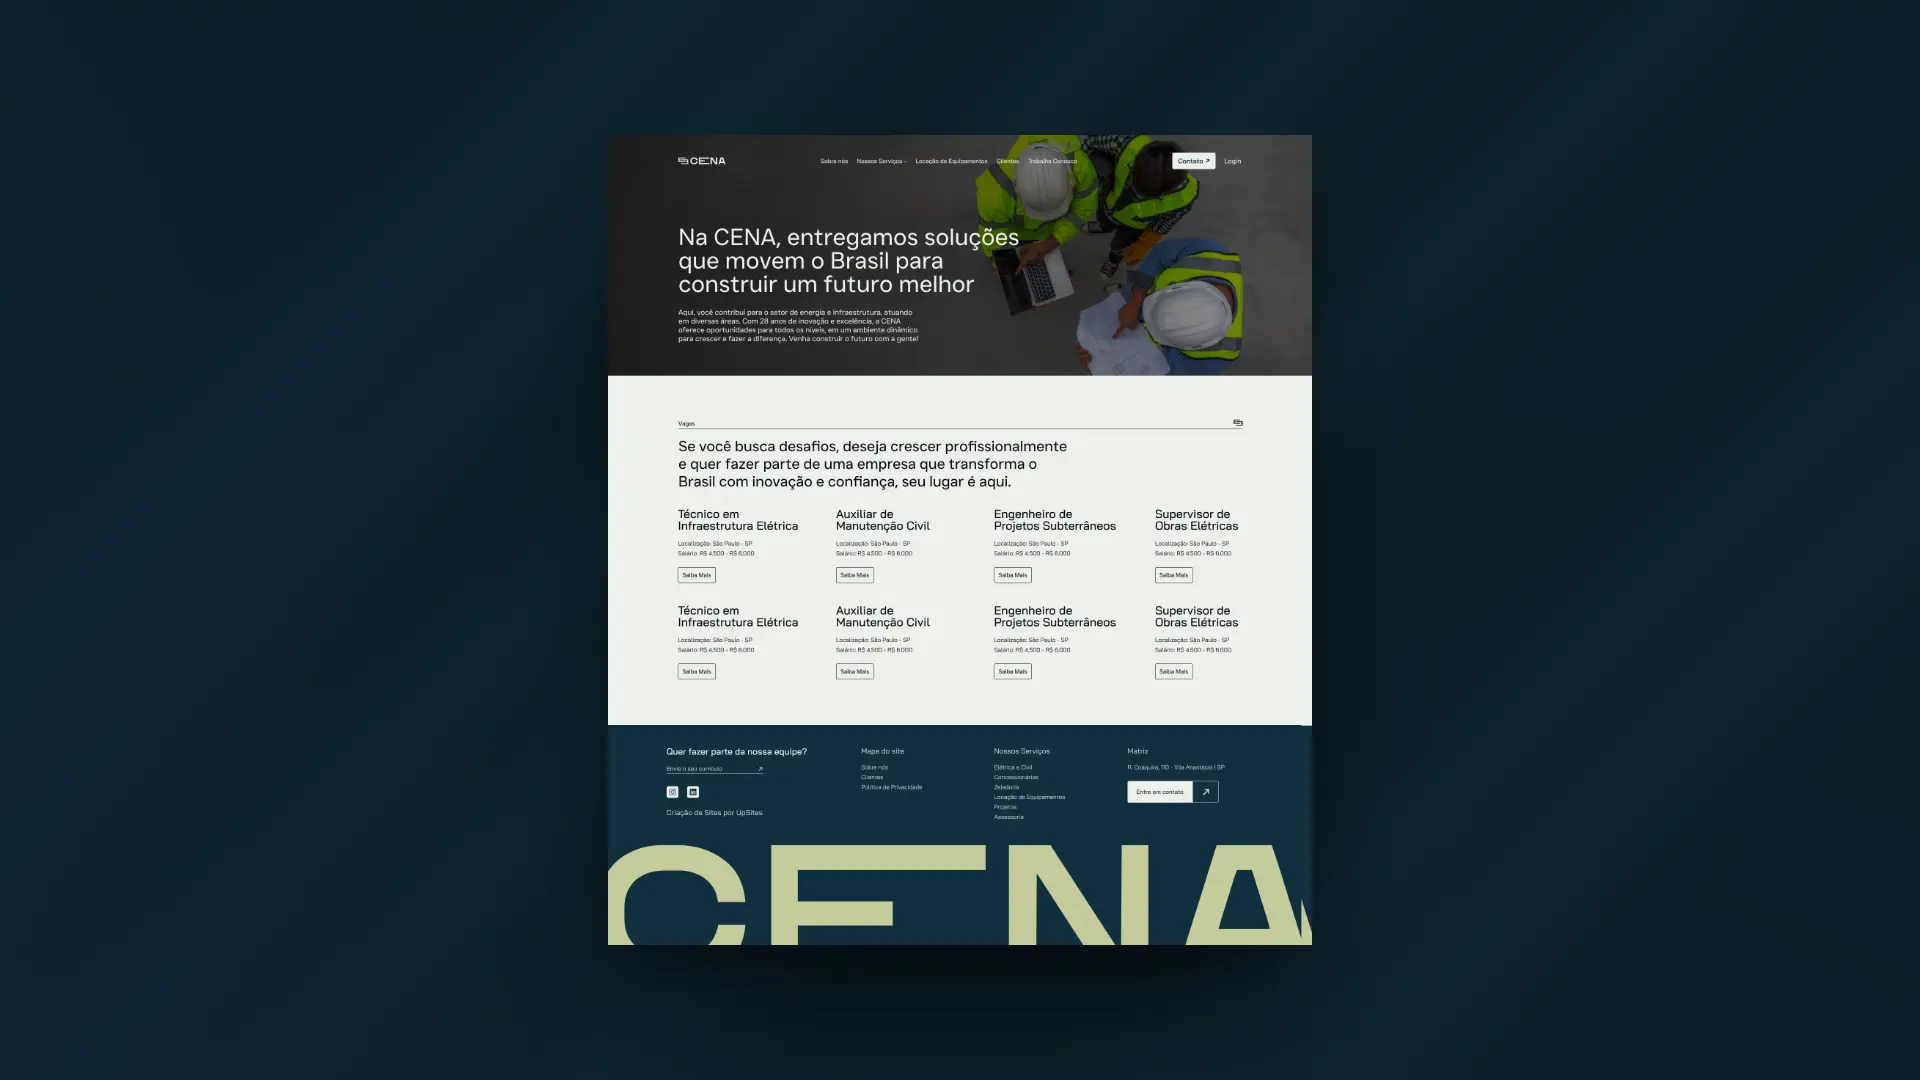 CENA
Sobre nós
Nossos Serviços
Locação de Equipamentos
Clientes
Trabalhe Conosco
Contato
Login
Na CENA, entregamos soluções
que movem o Brasil para
construir um futuro melhor
Aqui, você contribui para o setor de energia e infraestrutura, atuando
em diversas áreas. Com 28 anos de inovação e excelência, a CENA
oferece oportunidades para todos os níveis, em um ambiente dinâmico
para crescer e fazer a diferença. Venha construir o futuro com a gente!
Vagas
Se você busca desafios, deseja crescer profissionalmente
e quer fazer parte de uma empresa que transforma o
Brasil com inovação e confiança, seu lugar é aqui.
Técnico em
Infraestrutura Elétrica
Localização: São Paulo - SP
Salário: R$ 4.500 - R$ 6.000
Saiba Mais
Auxiliar de
Manutenção Civil
Localização: São Paulo - SP
Salário: R$ 4.500 - R$ 6.000
Saiba Mais
Engenheiro de
Projetos Subterrâneos
Localização: São Paulo - SP
Salário: R$ 4.500 - R$ 6.000
Saiba Mais
Supervisor de
Obras Elétricas
Localização: São Paulo - SP
Salário: R$ 4.500 - R$ 6.000
Saiba Mais
Técnico em
Infraestrutura Elétrica
Localização: São Paulo - SP
Salário: R$ 4.500 - R$ 6.000
Saiba Mais
Auxiliar de
Manutenção Civil
Localização: São Paulo - SP
Salário: R$ 4.500 - R$ 6.000
Saiba Mais
Engenheiro de
Projetos Subterrâneos
Localização: São Paulo - SP
Salário: R$ 4.500 - R$ 6.000
Saiba Mais
Supervisor de
Obras Elétricas
Localização: São Paulo - SP
Salário: R$ 4.500 - R$ 6.000
Saiba Mais
Quer fazer parte da nossa equipe?
Envie o seu currículo
Criação de Sites por UpSites
Mapa do site
Sobre nós
Clientes
Política de Privacidade
Nossos Serviços
Elétrica e Civil
Concessionárias
Zeladoria
Locação de Equipamentos
Projetos
Assessoria
Matriz
R. Coaquira, 110 - Vila Anastácio | SP
Entre em contato
CENA